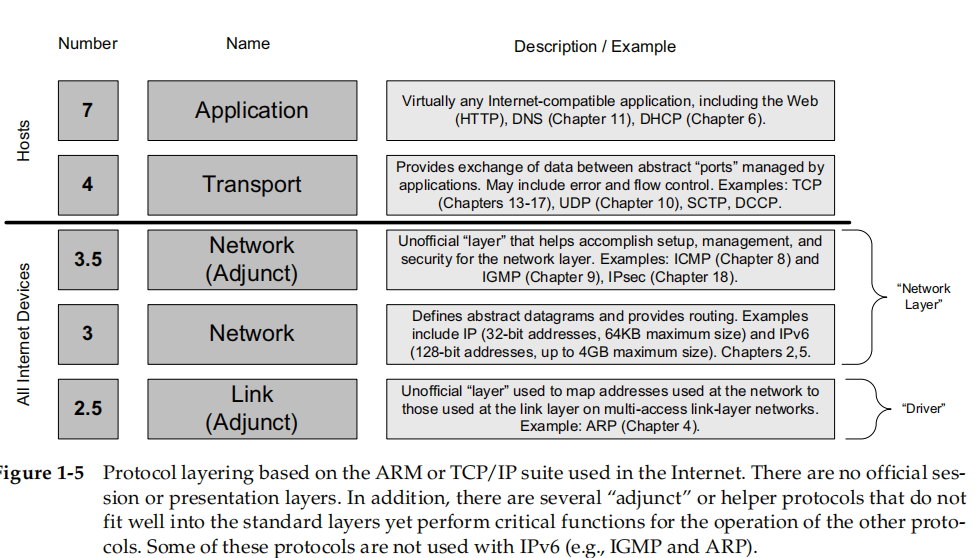 Number
Name
Description / Example
Hosts
7
Application
Virtually any Internet-compatible application, including the Web
(HTTP), DNS (Chapter 11), DHCP (Chapter 6).
4
Transport
Provides exchange of data between abstract “ports” managed by
applications. May include error and flow control. Examples: TCP
(Chapters 13-17), UDP (Chapter 10), SCTP, DCCP.
All Internet Devices
3.5
Network
(Adjunct)
Unofficial “layer” that helps accomplish setup, management, and
security for the network layer. Examples: ICMP (Chapter 8) and
IGMP (Chapter 9), IPsec (Chapter 18).
“Network
Layer”
3
Network
Defines abstract datagrams and provides routing. Examples
include IP (32-bit addresses, 64KB maximum size) and IPv6
(128-bit addresses, up to 4GB maximum size). Chapters 2,5.
2.5
Link
(Adjunct)
Unofficial “layer” used to map addresses used at the network to
those used at the link layer on multi-access link-layer networks.
Example: ARP (Chapter 4).
“Driver”
Figure 1-5 Protocol layering based on the ARM or TCP/IP suite used in the Internet. There are no official ses-
sion or presentation layers. In addition, there are several “adjunct” or helper protocols that do not
fit well into the standard layers yet perform critical functions for the operation of the other proto-
cols. Some of these protocols are not used with IPv6 (e.g., IGMP and ARP).